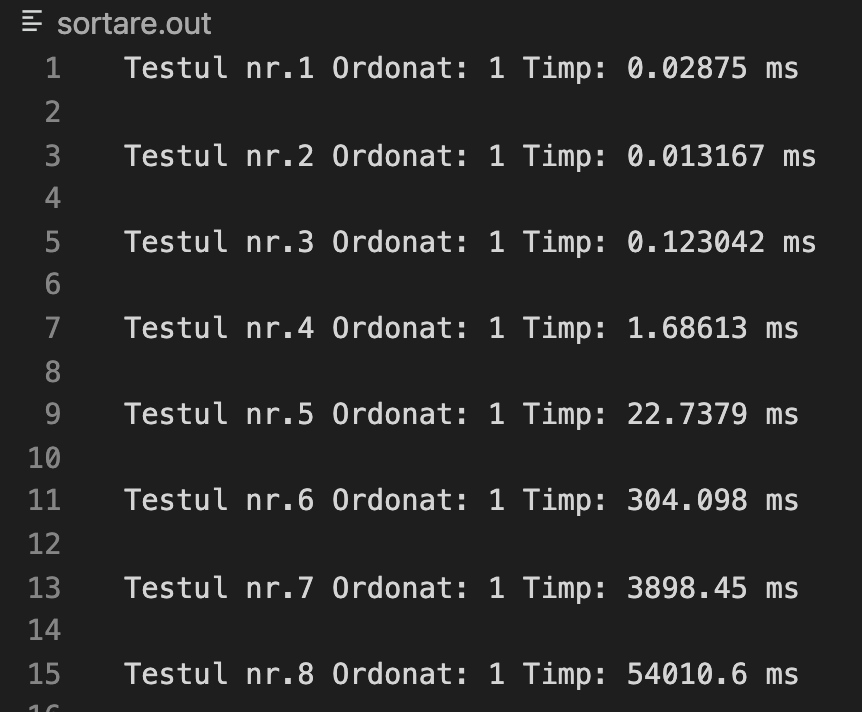 sortare.out
1 Testul nr.1 Ordonat: 1 Timp: 0.02875 ms
2
3 Testul nr.2 Ordonat: 1 Timp: 0.013167 ms
4
5 Testul nr.3 Ordonat: 1 Timp: 0.123042 ms
6
7 Testul nr.4 Ordonat: 1 Timp: 1.68613 ms
8
9 Testul nr.5 Ordonat: 1 Timp: 22.7379 ms
10
11 Testul nr.6 Ordonat: 1 Timp: 304.098 ms
12
13 Testul nr.7 Ordonat: 1 Timp: 3898.45 ms
14
15 Testul nr.8 Ordonat: 1 Timp: 54010.6 ms
16